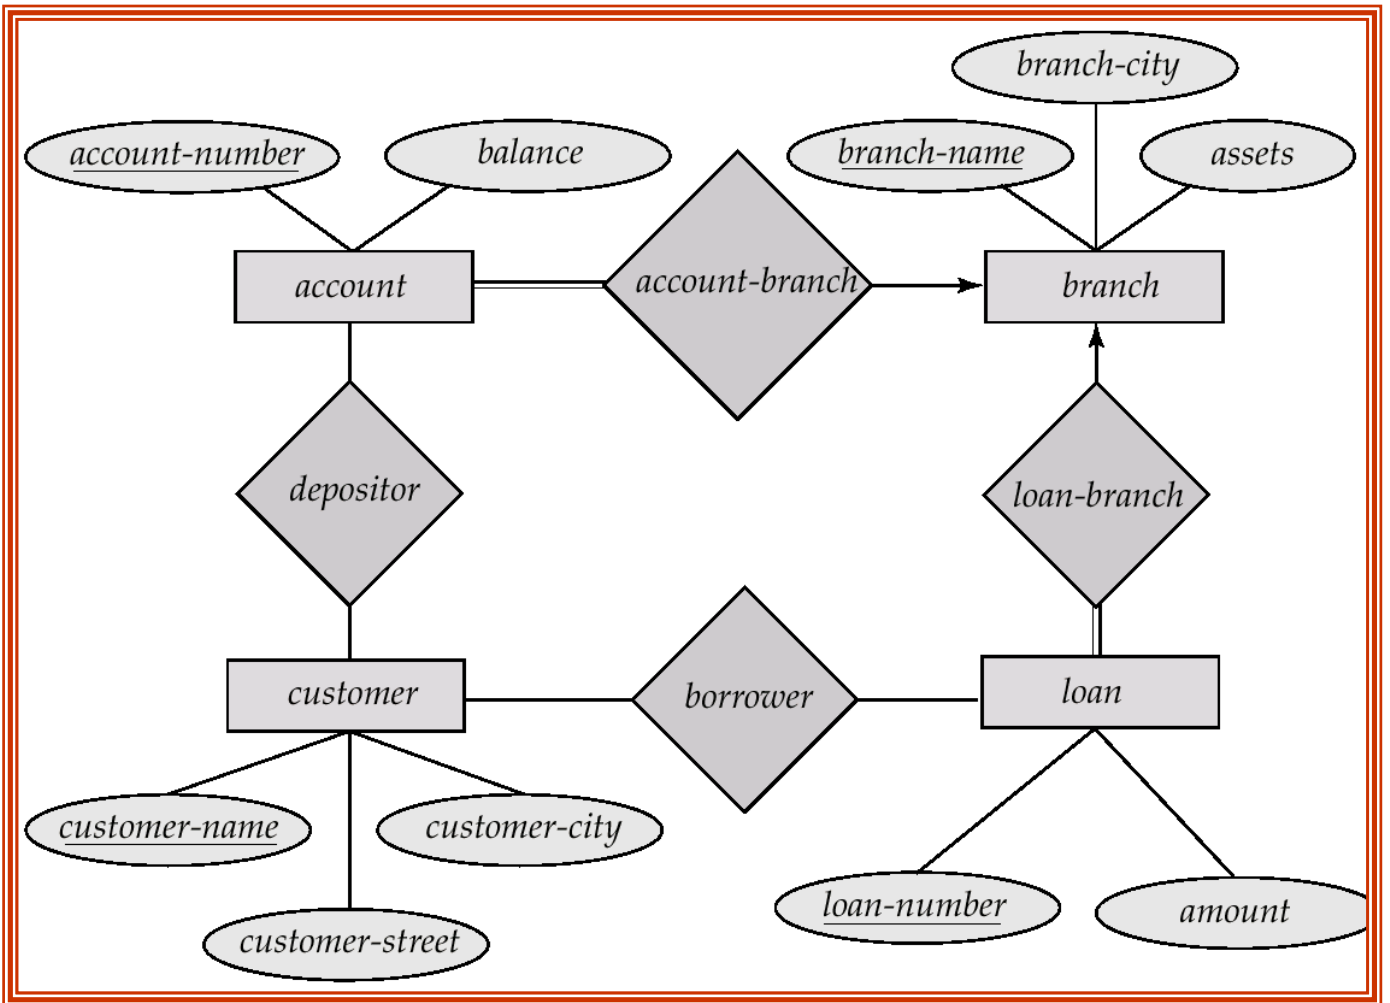 branch-city
account-number
balance
branch-name
assets
account
account-branch
branch
depositor
loan-branch
customer
borrower
loan
customer-name
customer-city
loan-number
amount
customer-street